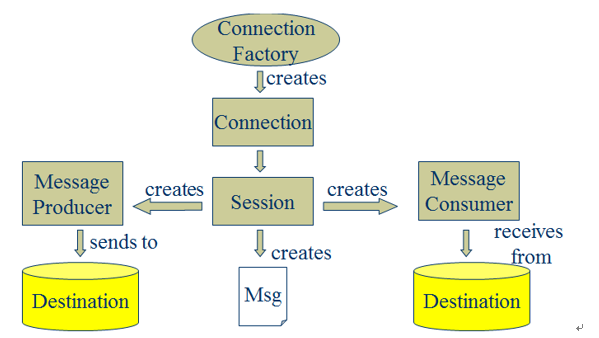 Connection
Factory
creates
Connection
Message
Producer
creates
Session
creates
Message
Consumer
sends to
creates
receives
from
Destination
Msg
Destination